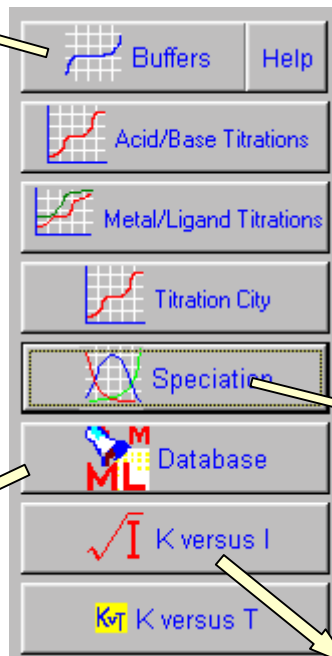 Buffers Help
Acid/Base Titrations
Metal/Ligand Titrations
Titration City
Speciation
M
ML Database
√I K versus I
KvT K versus T